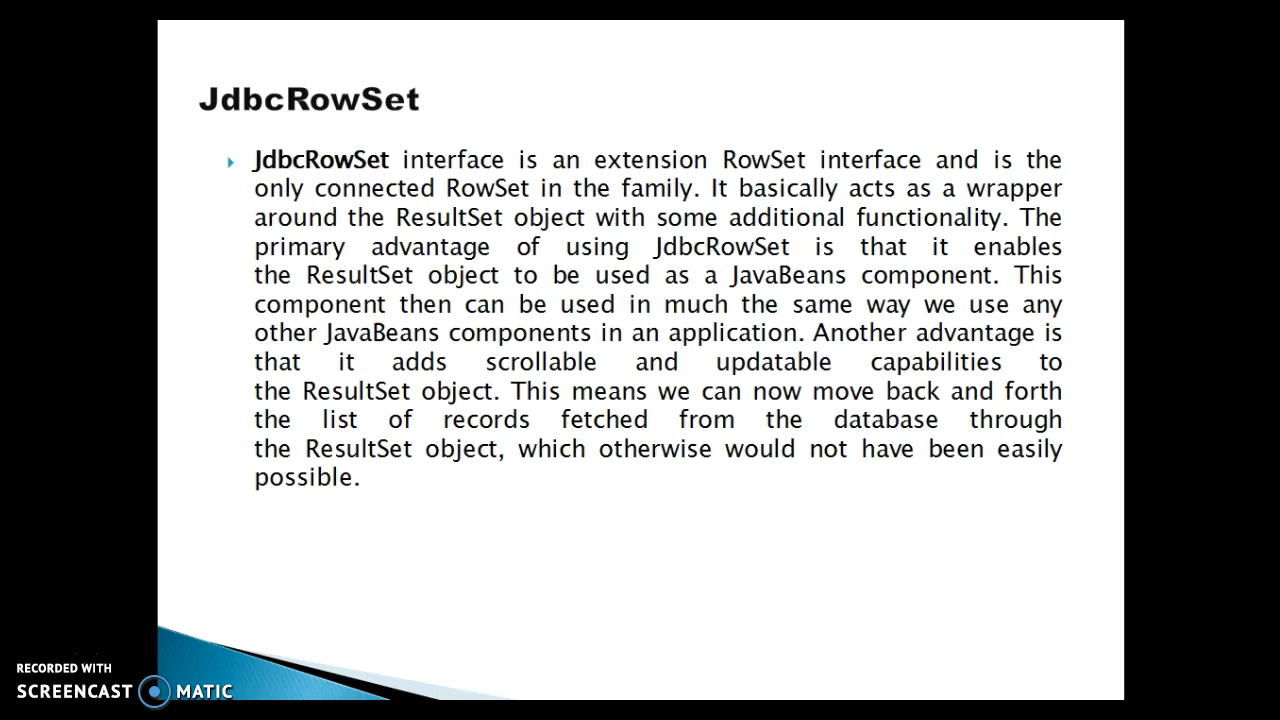 JdbcRowSet
JdbcRowSet interface is an extension RowSet interface and is the
only connected RowSet in the family. It basically acts as a wrapper
around the ResultSet object with some additional functionality. The
primary advantage of using JdbcRowSet is that it enables
the ResultSet object to be used as a JavaBeans component. This
component then can be used in much the same way we use any
other JavaBeans components in an application. Another advantage is
that it adds scrollable and updatable capabilities to
the ResultSet object. This means we can now move back and forth
the list of records fetched from the database through
the ResultSet object, which otherwise would not have been easily
possible.
RECORDED WITH
SCREENCAST MATIC